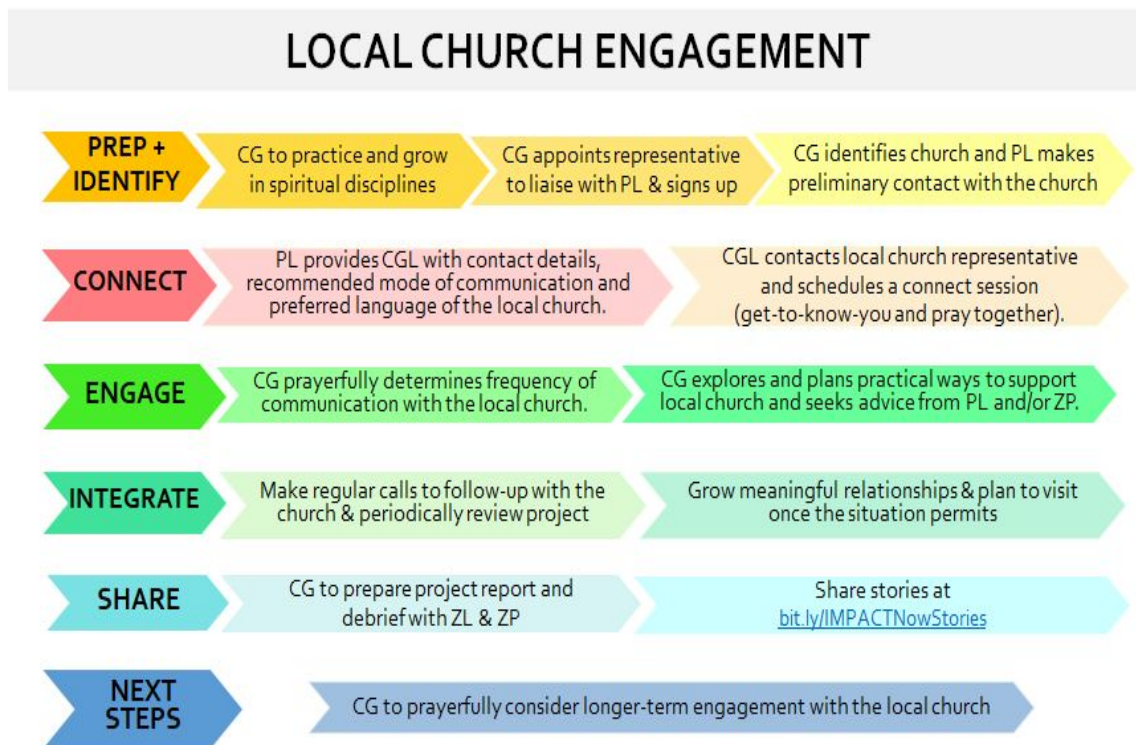 LOCAL CHURCH ENGAGEMENT
PREP +
IDENTIFY
CG to practice and grow
in spiritual disciplines
CG appoints representative
to liaise with PL & signs up
CG identifies church and PL makes
preliminary contact with the church
CONNECT
PL provides CGL with contact details,
recommended mode of communication and
preferred language of the local church.
CGL contacts local church representative
and schedules a connect session
(get-to-know-you and pray together).
ENGAGE
CG prayerfully determines frequency of
communication with the local church.
CG explores and plans practical ways to support
local church and seeks advice from PL and/or ZP.
INTEGRATE
Make regular calls to follow-up with the
church & periodically review project
Grow meaningful relationships & plan to visit
once the situation permits
SHARE
CG to prepare project report and
debrief with ZL & ZP
Share stories at
bit.ly/IMPACTNowStories
NEXT
STEPS
CG to prayerfully consider longer-term engagement with the local church